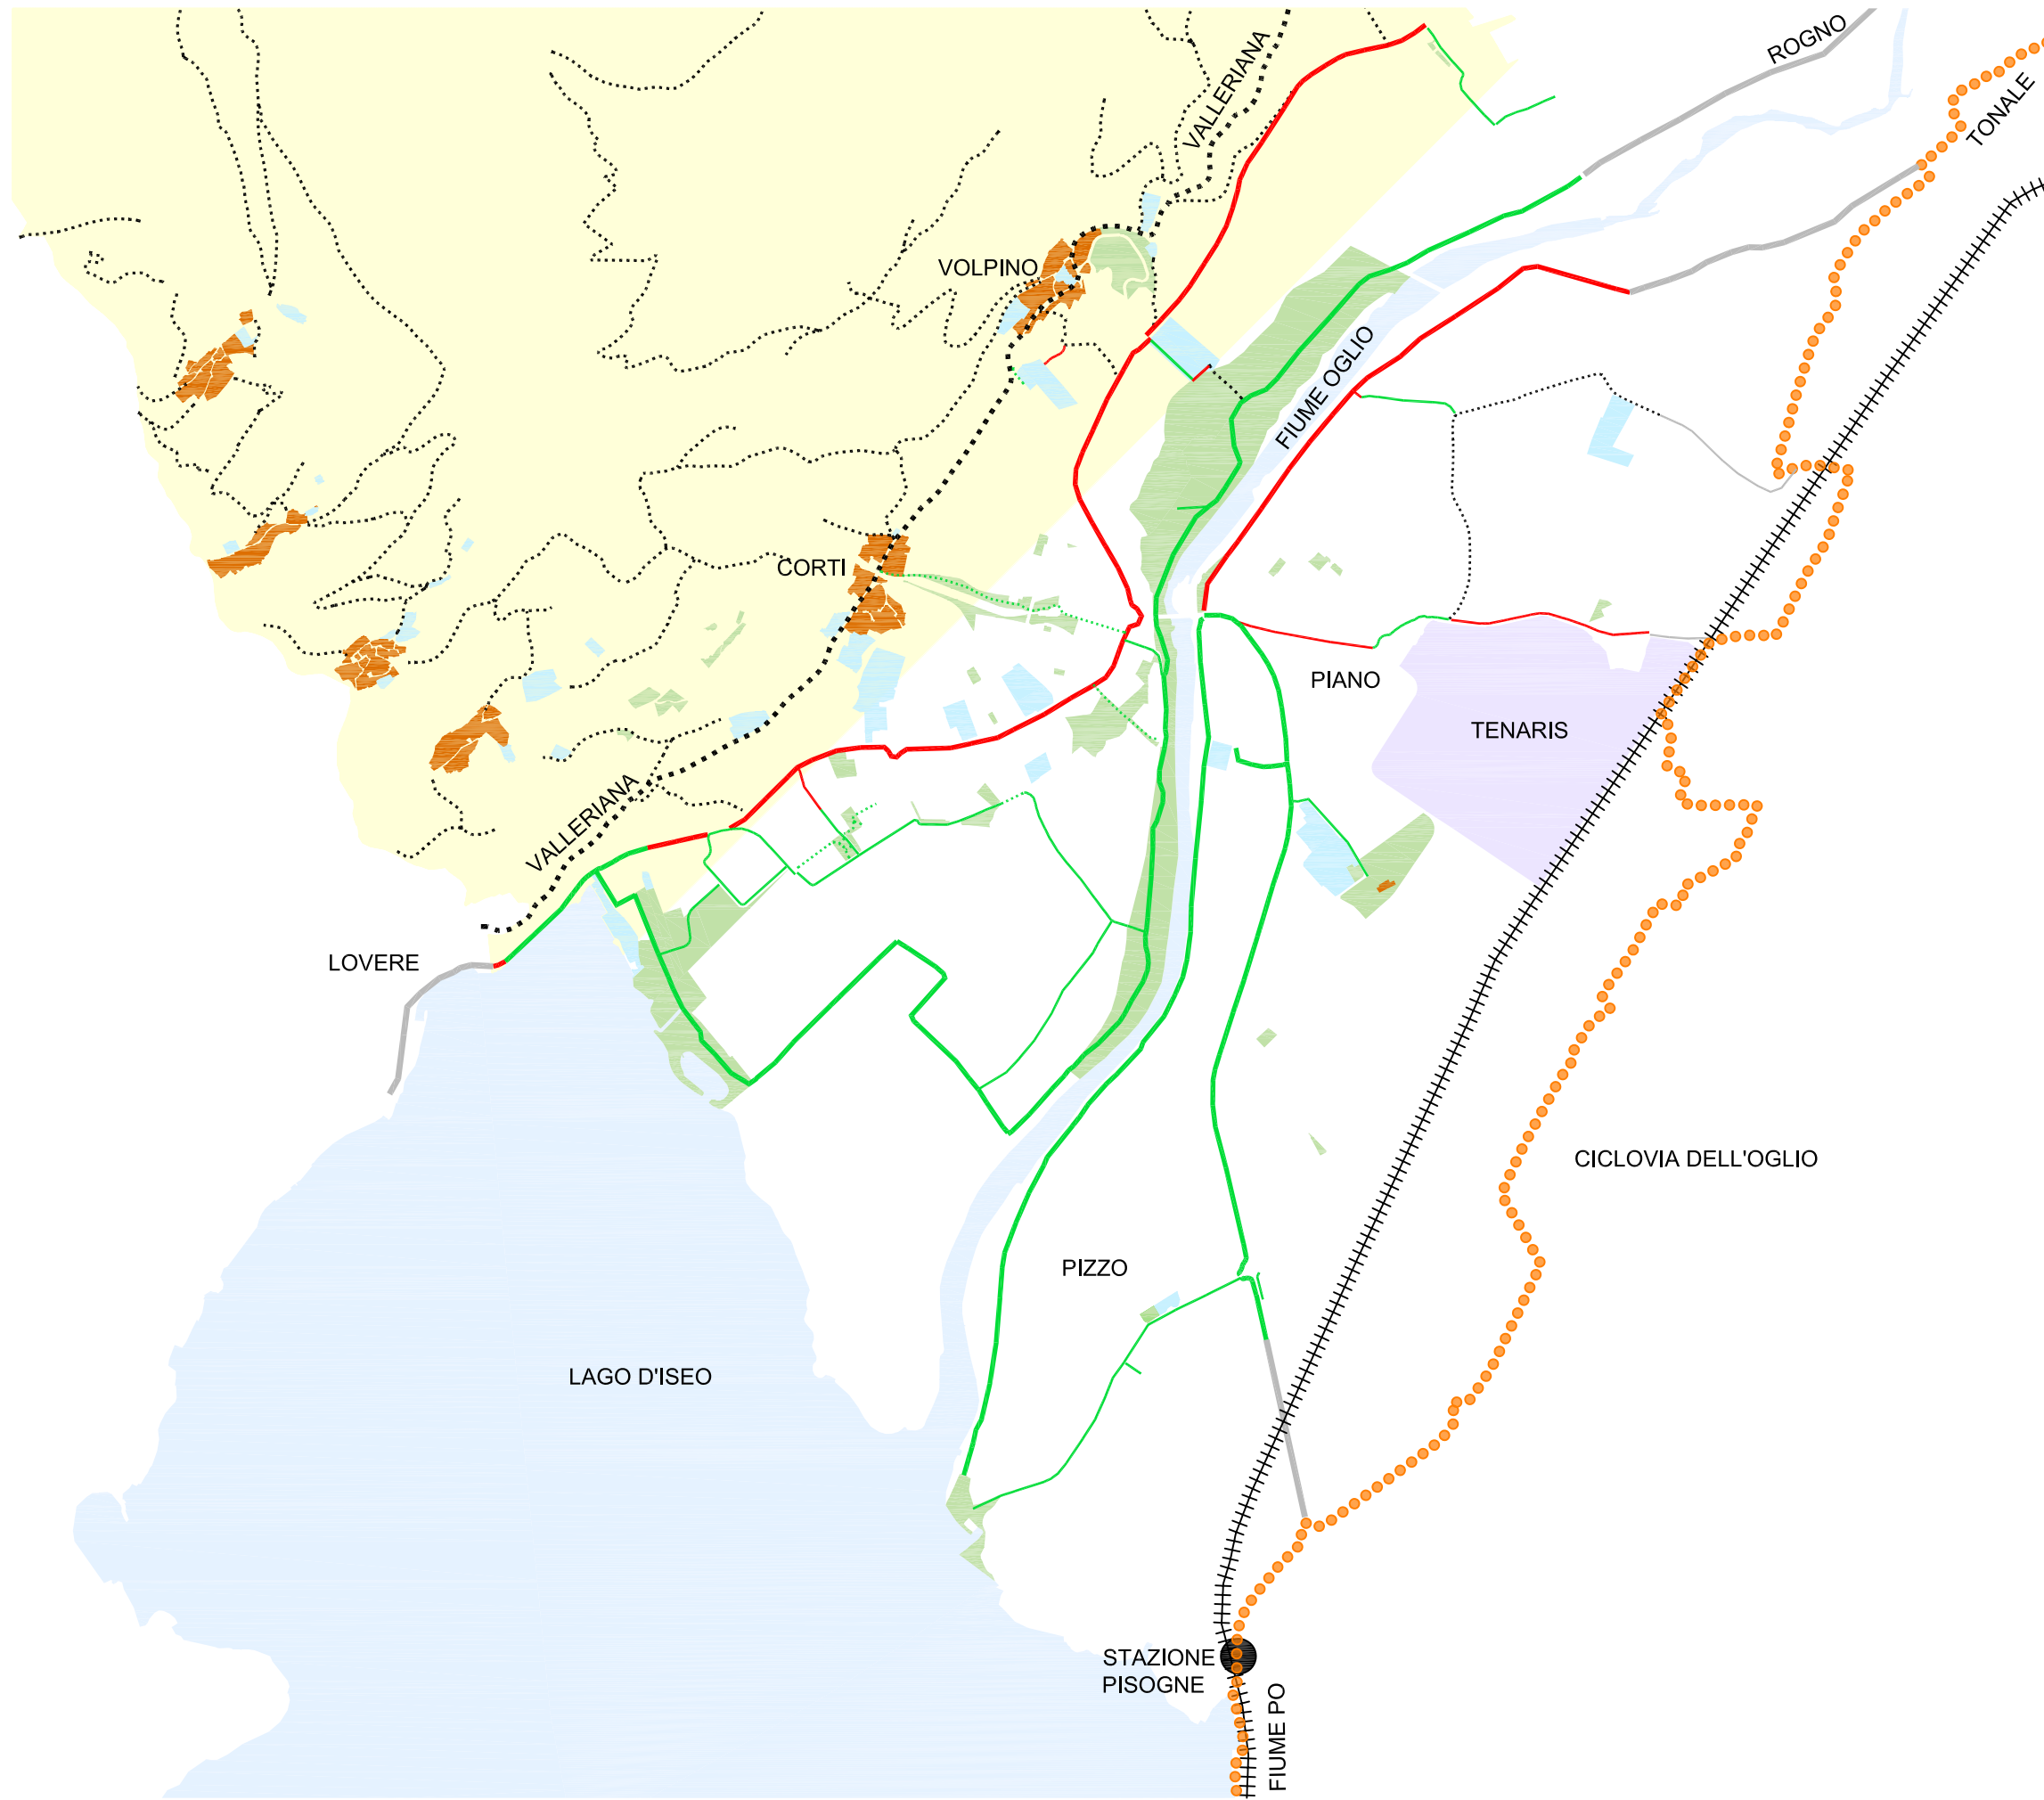 ROGNO
VALLERIANA
TONALE
VOLPINO
FIUME OGLIO
CORTI
PIANO
TENARIS
VALLERIANA
LOVERE
CICLOVIA DELL'OGLIO
PIZZO
LAGO D'ISEO
STAZIONE
PISOGNE
FIUME PO